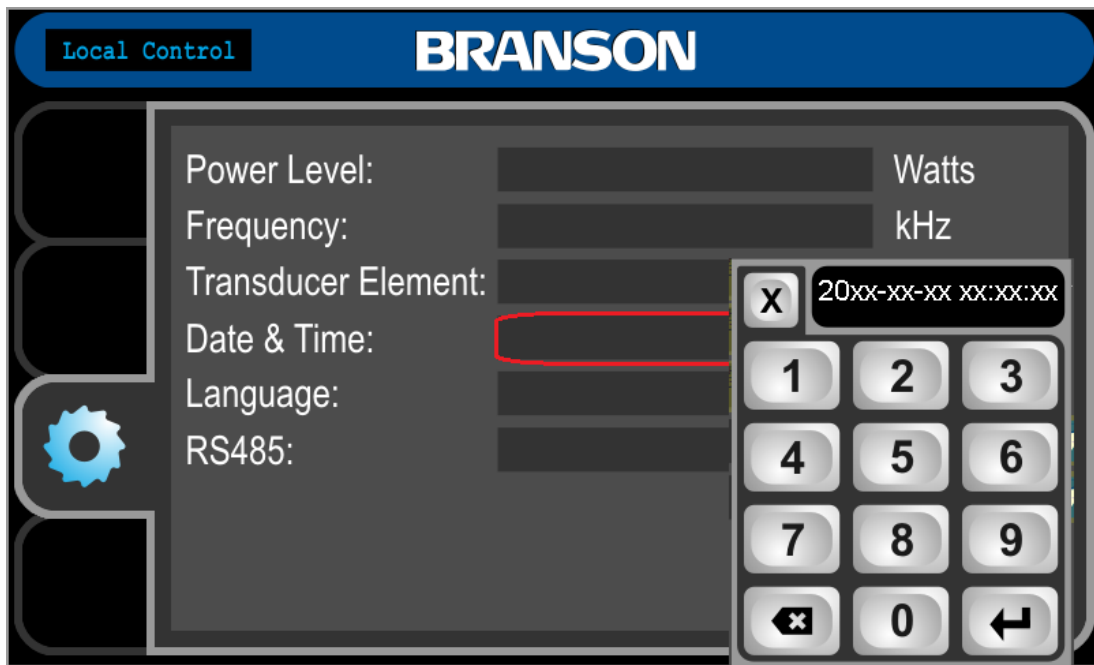 Local Control
BRANSON
Power Level: Watts
Frequency: kHz
Transducer Element:
Date & Time:
Language:
RS485:
X 20xx-xx-xx xx:xx:xx
1 2 3
4 5 6
7 8 9
0